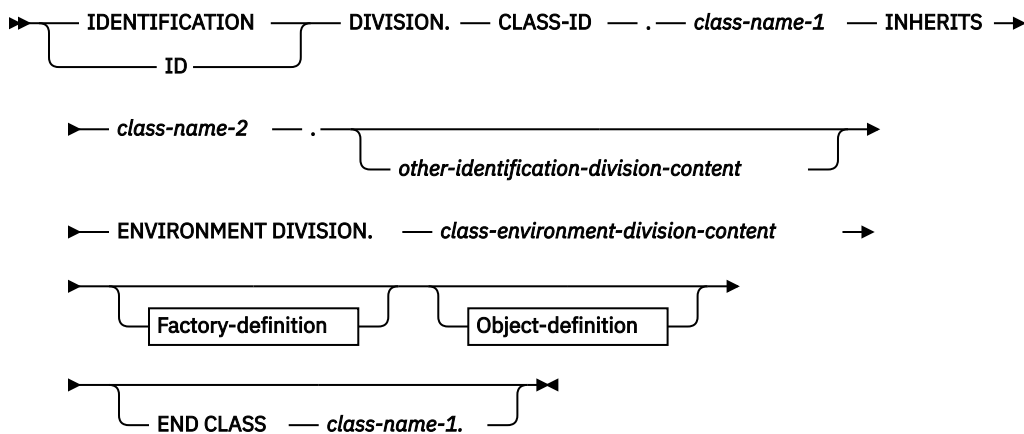 IDENTIFICATION DIVISION. CLASS-ID . class-name-1 INHERITS
ID
class-name-2 .
other-identification-division-content
ENVIRONMENT DIVISION. class-environment-division-content
Factory-definition Object-definition
END CLASS class-name-1.